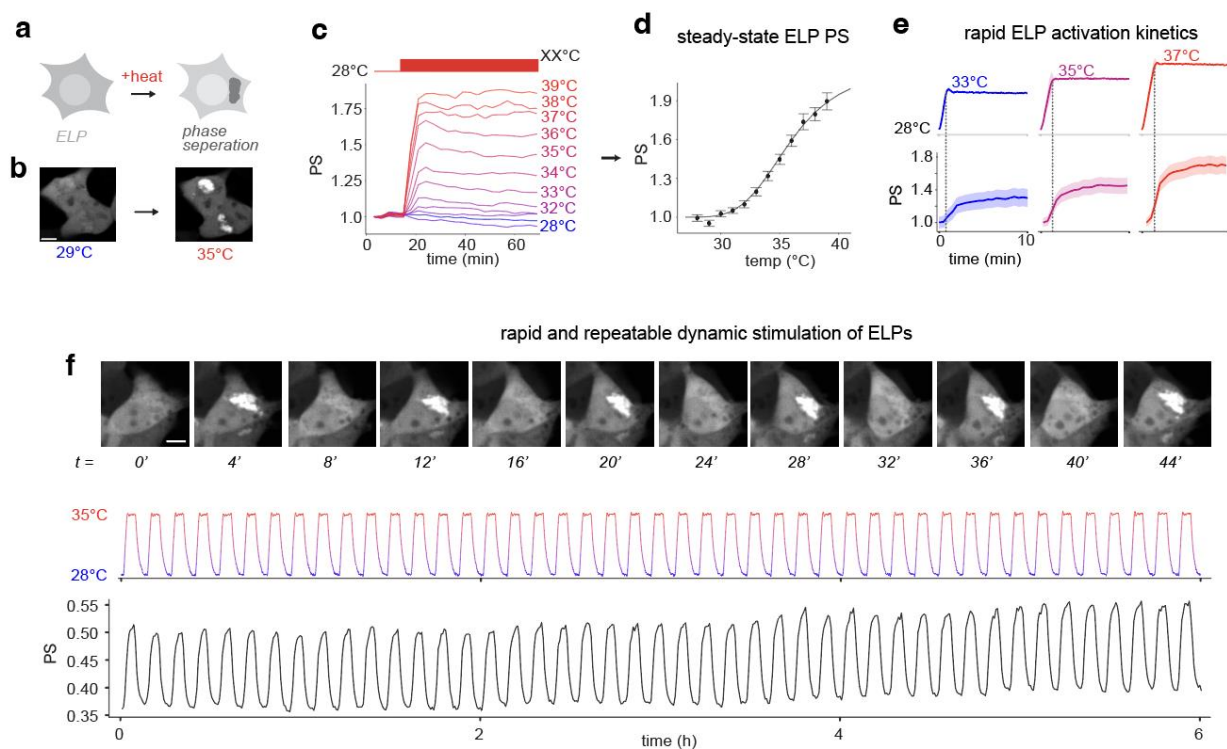 a
+heat
ELP
phase
seperation
b
29°C
35°C
c
XX°C
28°C
PS
1.75
1.5
1.25
1.0
39°C
38°C
37°C
36°C
35°C
34°C
33°C
32°C
28°C
0 20 40 60
time (min)
d
steady-state ELP PS
PS
1.9
1.6
1.3
1.0
30 35 40
temp (°C)
e
rapid ELP activation kinetics
33°C
35°C
37°C
28°C
PS
1.8
1.4
1.0
0 10
time (min)
rapid and repeatable dynamic stimulation of ELPs
f
t = 0’ 4’ 8’ 12’ 16’ 20’ 24’ 28’ 32’ 36’ 40’ 44’
35°C
28°C
PS
0.55
0.50
0.45
0.40
0.35
0 2 4 6
time (h)